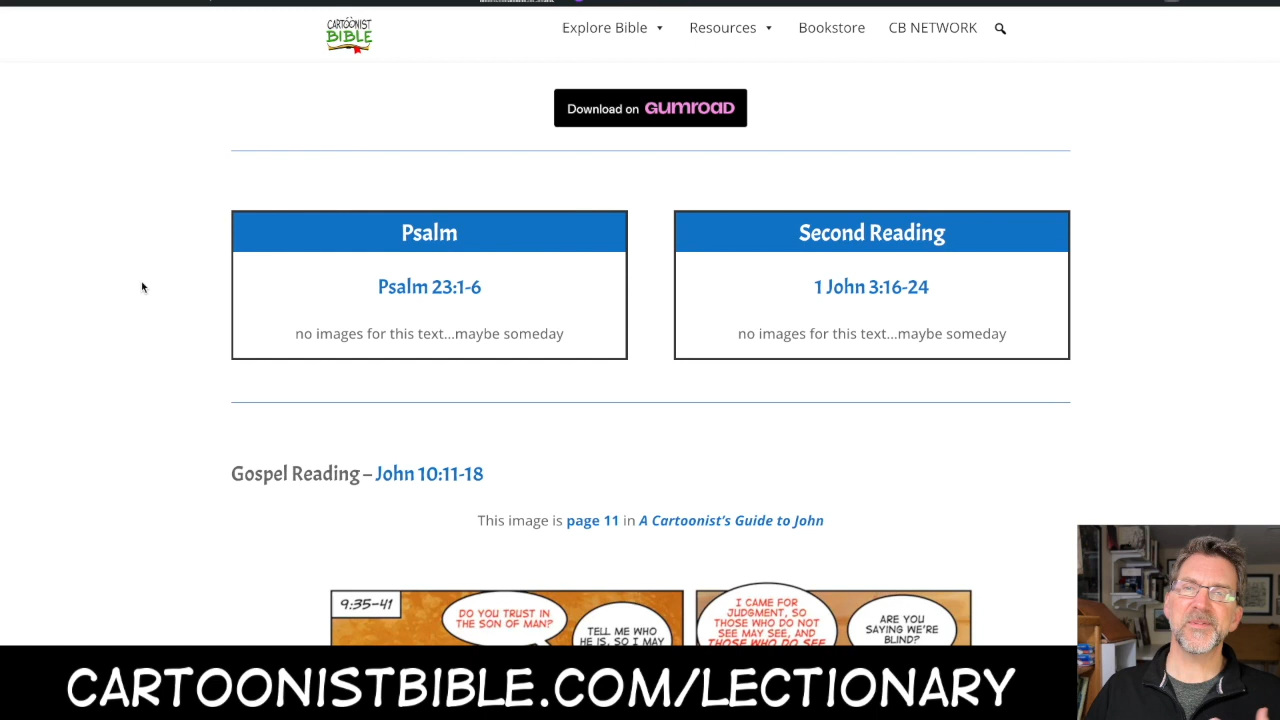 CARTOONIST
BIBLE
Explore Bible
Resources
Bookstore
CB NETWORK
Download on GUMROAD
Psalm
Psalm 23:1-6
no images for this text...maybe someday
Second Reading
1 John 3:16-24
no images for this text...maybe someday
Gospel Reading – John 10:11-18
This image is page 11 in A Cartoonist's Guide to John
9:35-41
DO YOU TRUST IN
THE SON OF MAN?
TELL ME WHO
HE IS, SO I MAY
I CAME FOR
JUDGMENT, SO
THOSE WHO DO NOT
SEE MAY SEE, AND
THOSE WHO DO SEE
ARE YOU
SAYING WE'RE
BLIND?
CARTOONISTBIBLE.COM/LECTIONARY